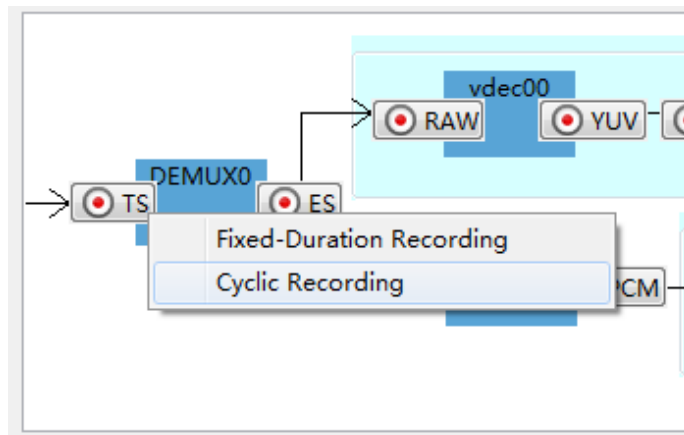 vdec00
RAW
YUV
DEMUX0
TS
ES
Fixed-Duration Recording
Cyclic Recording
PCM